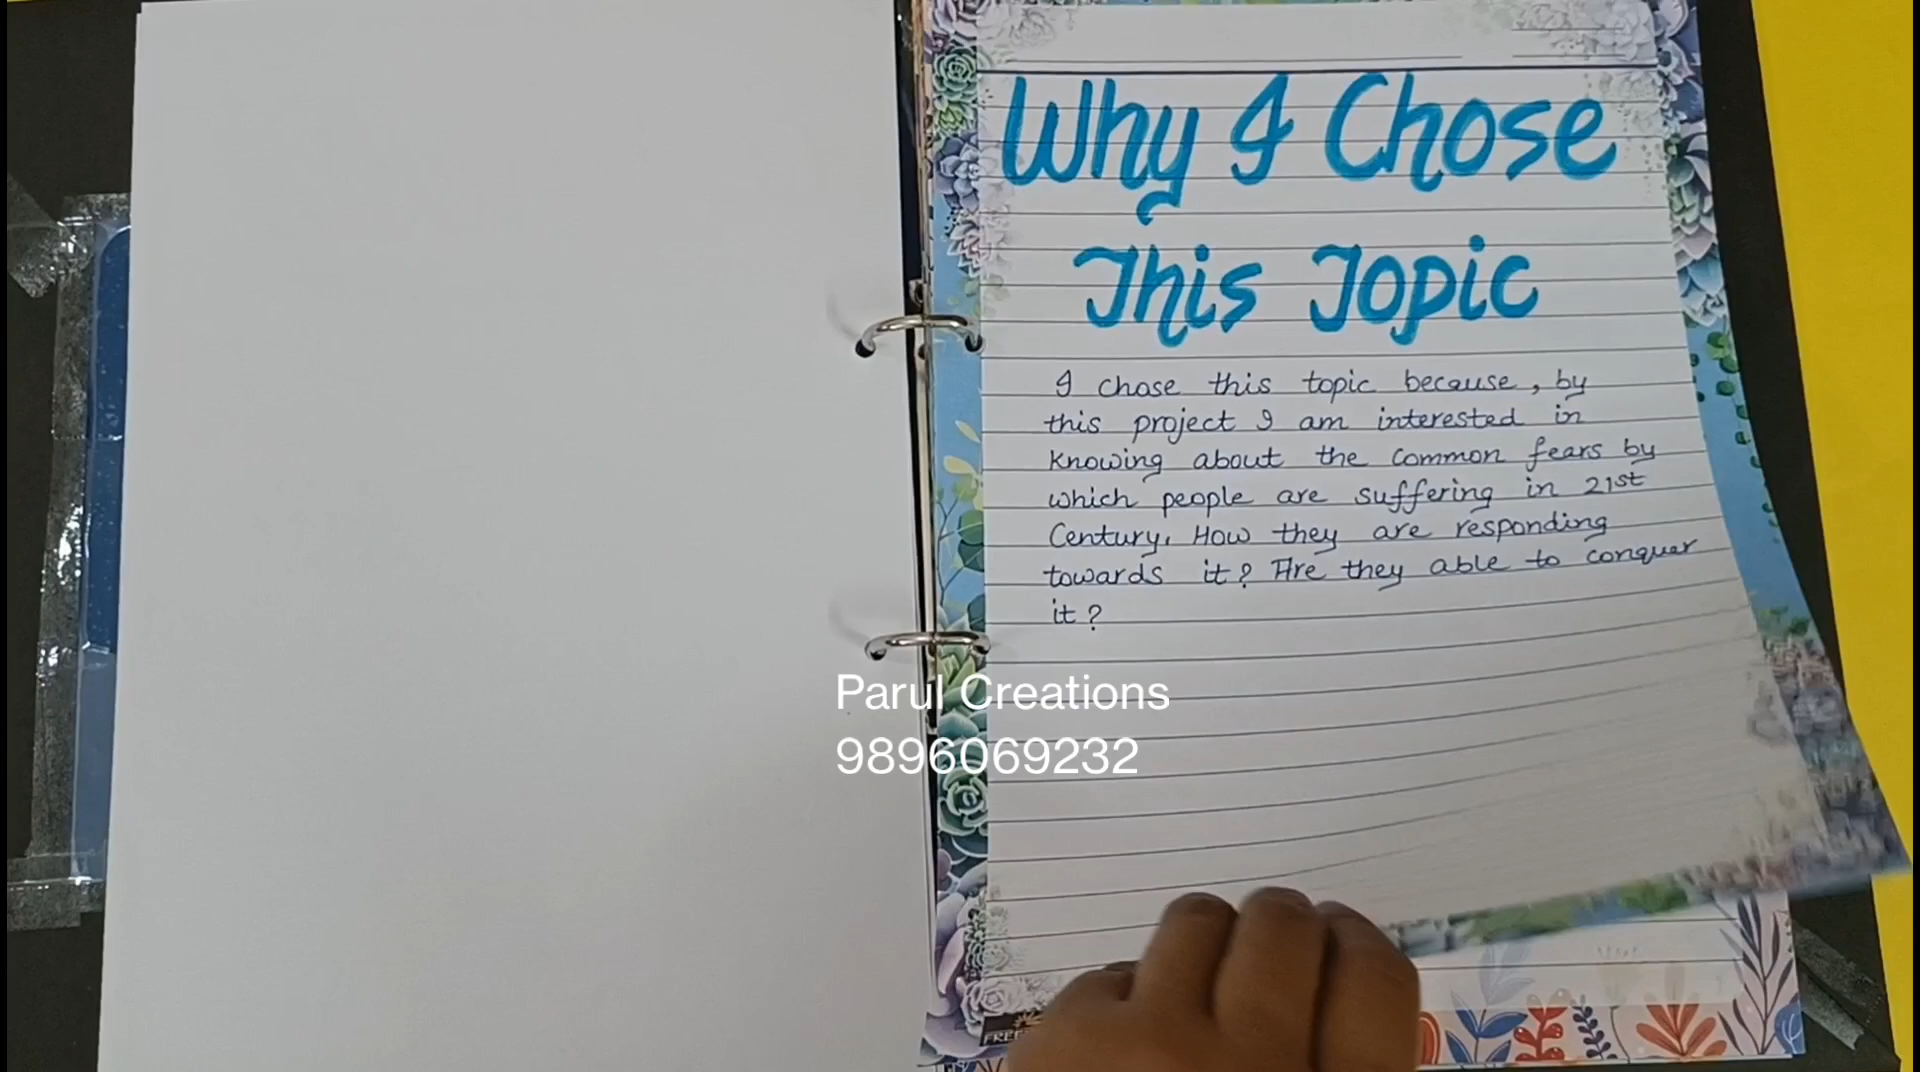 Why I Chose
This Topic
I chose this topic because, by
this project I am interested in
knowing about the common fears by
which people are suffering in 21st
Century. How they are responding
towards it? Are they able to conquer
it?
Parul Creations
9896069232